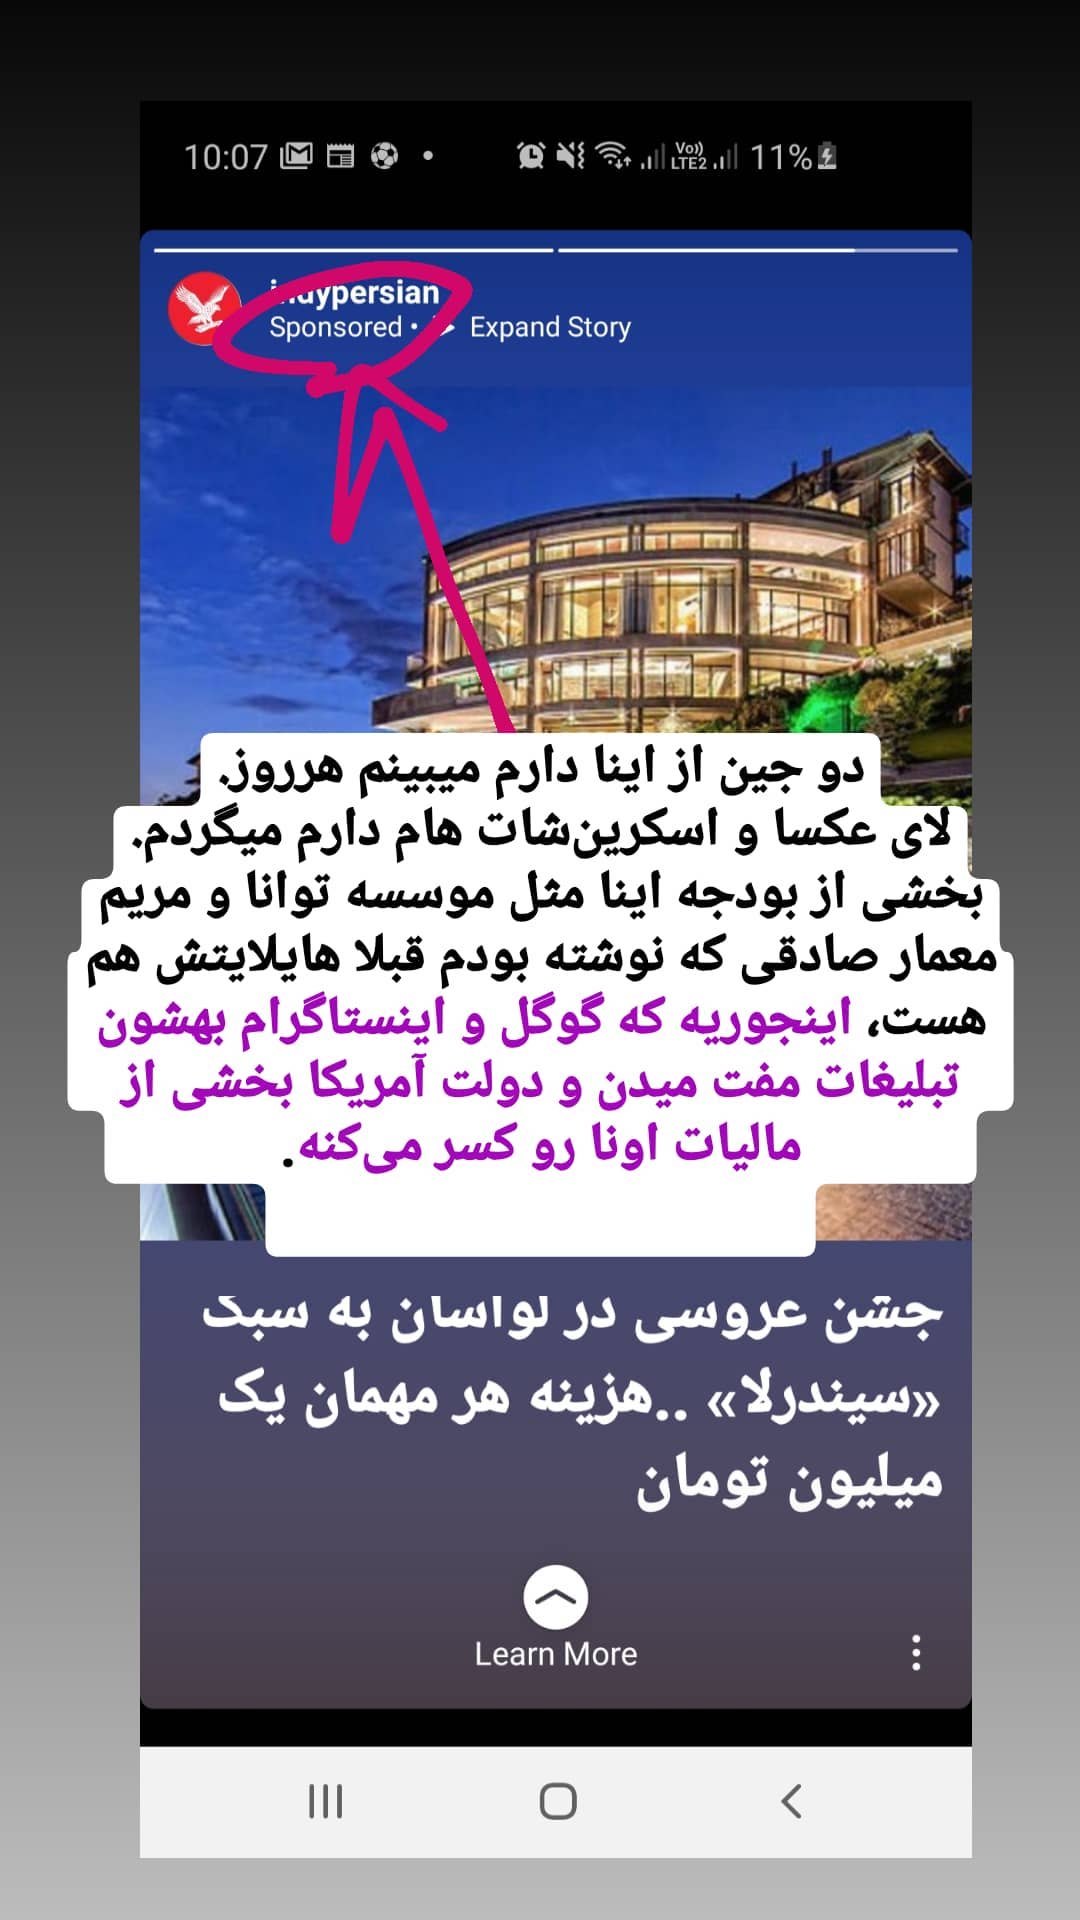 10:07
Vo))
LTE2
11%
indypersian
Sponsored • Expand Story
دو جین از اینا دارم میبینم هرروز.
لای عکسا و اسکرین‌شات هام دارم میگردم.
بخشی از بودجه اینا مثل موسسه توانا و مریم
معمار صادقی که نوشته بودم قبلا هایلایتش هم
هست، اینجوریه که گوگل و اینستاگرام بهشون
تبلیغات مفت میدن و دولت آمریکا بخشی از
مالیات اونا رو کسر می‌کنه.
جشن عروسی در لواسان به سبک
«سیندرلا» ..هزینه هر مهمان یک
میلیون تومان
Learn More